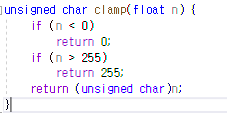 unsigned char clamp(float n) {
    if (n < 0)
        return 0;
    if (n > 255)
        return 255;
    return (unsigned char)n;
}